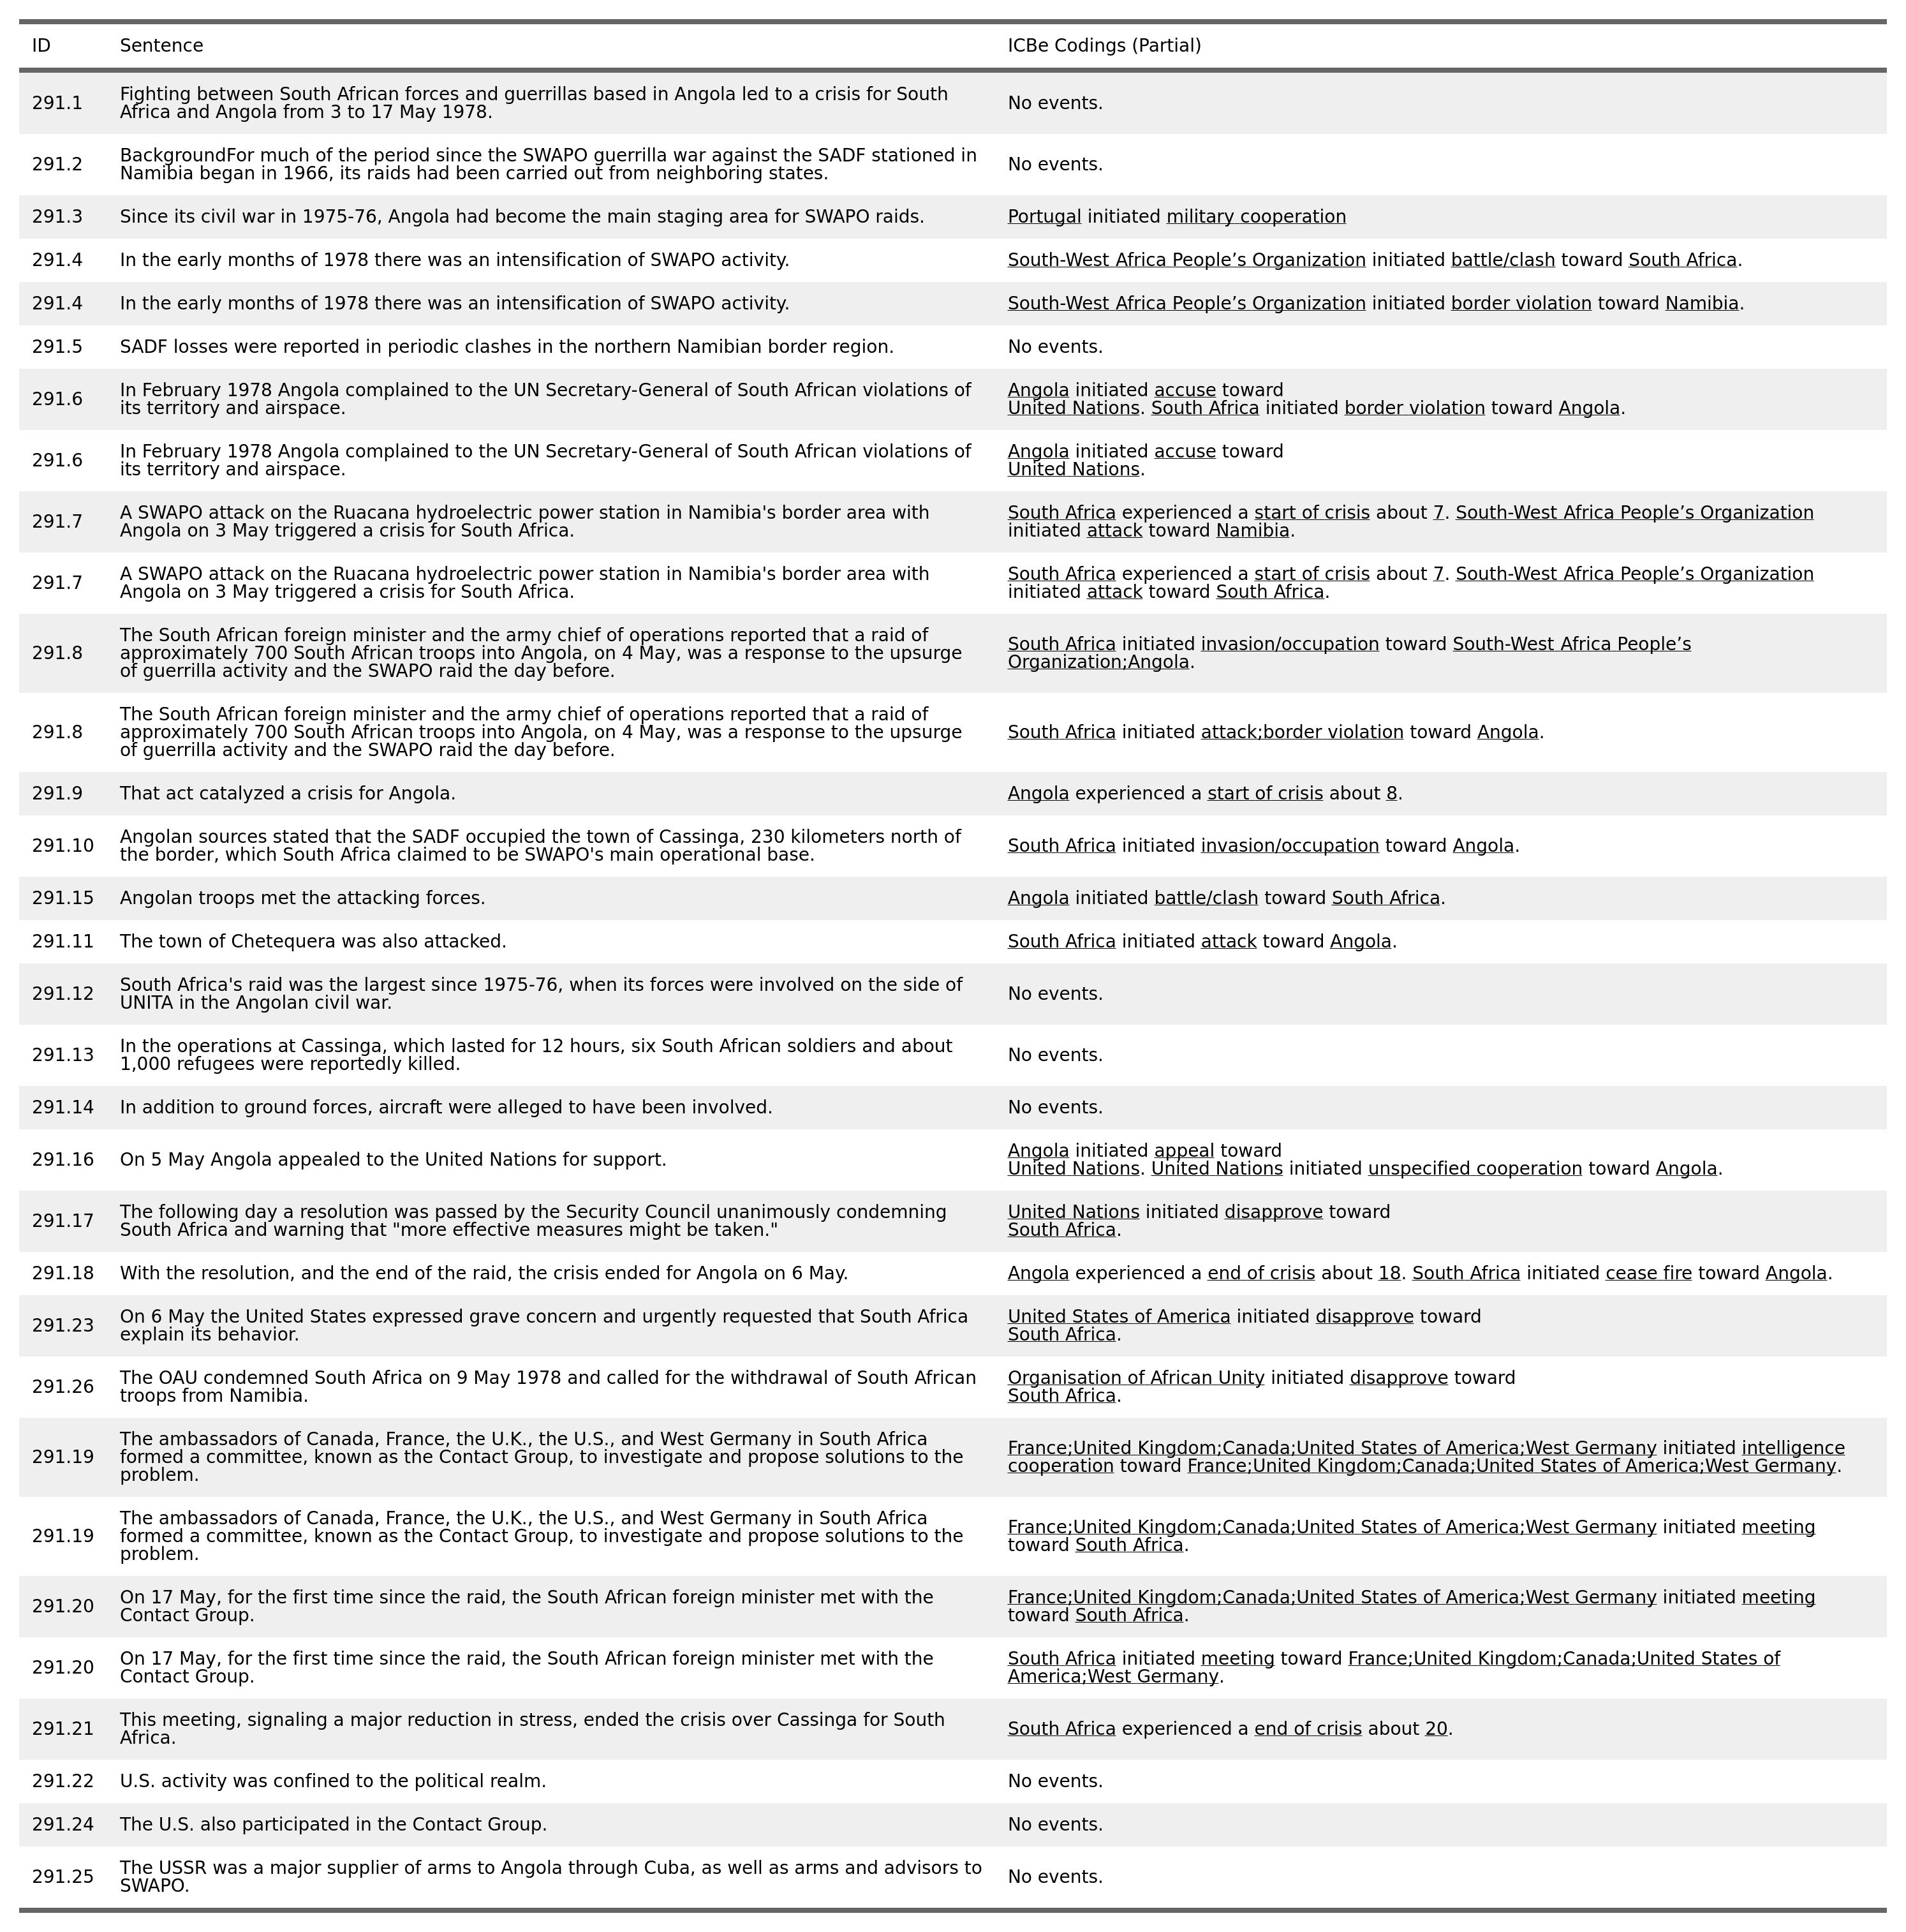 ID Sentence ICBe Codings (Partial)
291.1 Fighting between South African forces and guerrillas based in Angola led to a crisis for South
Africa and Angola from 3 to 17 May 1978. No events.
291.2 BackgroundFor much of the period since the SWAPO guerrilla war against the SADF stationed in
Namibia began in 1966, its raids had been carried out from neighboring states. No events.
291.3 Since its civil war in 1975-76, Angola had become the main staging area for SWAPO raids. Portugal initiated military cooperation
291.4 In the early months of 1978 there was an intensification of SWAPO activity. South-West Africa People’s Organization initiated battle/clash toward South Africa.
291.4 In the early months of 1978 there was an intensification of SWAPO activity. South-West Africa People’s Organization initiated border violation toward Namibia.
291.5 SADF losses were reported in periodic clashes in the northern Namibian border region. No events.
291.6 In February 1978 Angola complained to the UN Secretary-General of South African violations of
its territory and airspace.
Angola initiated accuse toward
United Nations. South Africa initiated border violation toward Angola.
291.6 In February 1978 Angola complained to the UN Secretary-General of South African violations of
its territory and airspace.
Angola initiated accuse toward
United Nations.
291.7 A SWAPO attack on the Ruacana hydroelectric power station in Namibia's border area with
Angola on 3 May triggered a crisis for South Africa.
South Africa experienced a start of crisis about 7. South-West Africa People’s Organization
initiated attack toward Namibia.
291.7 A SWAPO attack on the Ruacana hydroelectric power station in Namibia's border area with
Angola on 3 May triggered a crisis for South Africa.
South Africa experienced a start of crisis about 7. South-West Africa People’s Organization
initiated attack toward South Africa.
291.8 The South African foreign minister and the army chief of operations reported that a raid of
approximately 700 South African troops into Angola, on 4 May, was a response to the upsurge
of guerrilla activity and the SWAPO raid the day before.
South Africa initiated invasion/occupation toward South-West Africa People’s
Organization;Angola.
291.8 The South African foreign minister and the army chief of operations reported that a raid of
approximately 700 South African troops into Angola, on 4 May, was a response to the upsurge
of guerrilla activity and the SWAPO raid the day before.
South Africa initiated attack;border violation toward Angola.
291.9 That act catalyzed a crisis for Angola. Angola experienced a start of crisis about 8.
291.10 Angolan sources stated that the SADF occupied the town of Cassinga, 230 kilometers north of
the border, which South Africa claimed to be SWAPO's main operational base.
South Africa initiated invasion/occupation toward Angola.
291.15 Angolan troops met the attacking forces. Angola initiated battle/clash toward South Africa.
291.11 The town of Chetequera was also attacked. South Africa initiated attack toward Angola.
291.12 South Africa's raid was the largest since 1975-76, when its forces were involved on the side of
UNITA in the Angolan civil war. No events.
291.13 In the operations at Cassinga, which lasted for 12 hours, six South African soldiers and about
1,000 refugees were reportedly killed. No events.
291.14 In addition to ground forces, aircraft were alleged to have been involved. No events.
291.16 On 5 May Angola appealed to the United Nations for support.
Angola initiated appeal toward
United Nations. United Nations initiated unspecified cooperation toward Angola.
291.17 The following day a resolution was passed by the Security Council unanimously condemning
South Africa and warning that "more effective measures might be taken."
United Nations initiated disapprove toward
South Africa.
291.18 With the resolution, and the end of the raid, the crisis ended for Angola on 6 May. Angola experienced a end of crisis about 18. South Africa initiated cease fire toward Angola.
291.23 On 6 May the United States expressed grave concern and urgently requested that South Africa
explain its behavior.
United States of America initiated disapprove toward
South Africa.
291.26 The OAU condemned South Africa on 9 May 1978 and called for the withdrawal of South African
troops from Namibia.
Organisation of African Unity initiated disapprove toward
South Africa.
291.19 The ambassadors of Canada, France, the U.K., the U.S., and West Germany in South Africa
formed a committee, known as the Contact Group, to investigate and propose solutions to the
problem.
France;United Kingdom;Canada;United States of America;West Germany initiated intelligence
cooperation toward France;United Kingdom;Canada;United States of America;West Germany.
291.19 The ambassadors of Canada, France, the U.K., the U.S., and West Germany in South Africa
formed a committee, known as the Contact Group, to investigate and propose solutions to the
problem.
France;United Kingdom;Canada;United States of America;West Germany initiated meeting
toward South Africa.
291.20 On 17 May, for the first time since the raid, the South African foreign minister met with the
Contact Group.
France;United Kingdom;Canada;United States of America;West Germany initiated meeting
toward South Africa.
291.20 On 17 May, for the first time since the raid, the South African foreign minister met with the
Contact Group.
South Africa initiated meeting toward France;United Kingdom;Canada;United States of
America;West Germany.
291.21 This meeting, signaling a major reduction in stress, ended the crisis over Cassinga for South
Africa.
South Africa experienced a end of crisis about 20.
291.22 U.S. activity was confined to the political realm. No events.
291.24 The U.S. also participated in the Contact Group. No events.
291.25 The USSR was a major supplier of arms to Angola through Cuba, as well as arms and advisors to
SWAPO. No events.